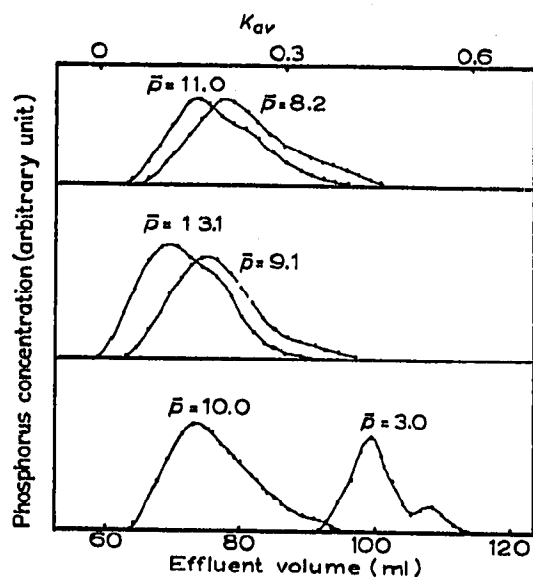 Kav
0 0.3 0.6
p̄=11.0
p̄=8.2
p̄=13.1
p̄=9.1
p̄=10.0
p̄=3.0
Phosphorus concentration (arbitrary unit)
60 80 100 120
Effluent volume (ml)